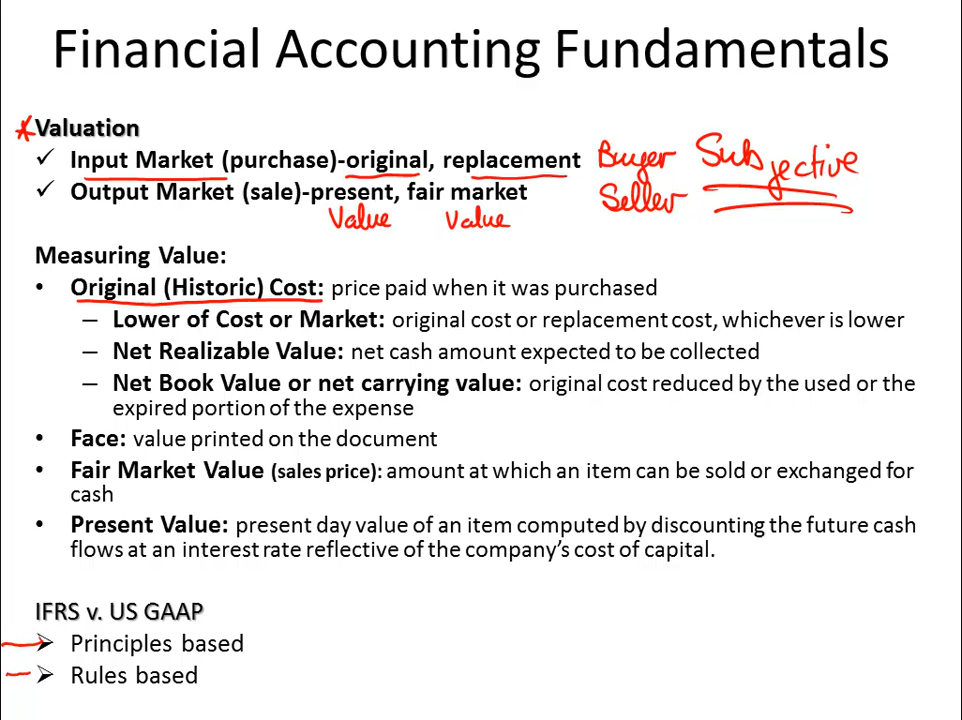 Financial Accounting Fundamentals
Valuation
✓ Input Market (purchase)-original, replacement Buyer Subjective
✓ Output Market (sale)-present, fair market Seller
Value Value
Measuring Value:
• Original (Historic) Cost: price paid when it was purchased
– Lower of Cost or Market: original cost or replacement cost, whichever is lower
– Net Realizable Value: net cash amount expected to be collected
– Net Book Value or net carrying value: original cost reduced by the used or the
expired portion of the expense
• Face: value printed on the document
• Fair Market Value (sales price): amount at which an item can be sold or exchanged for
cash
• Present Value: present day value of an item computed by discounting the future cash
flows at an interest rate reflective of the company's cost of capital.
IFRS v. US GAAP
➢ Principles based
➢ Rules based